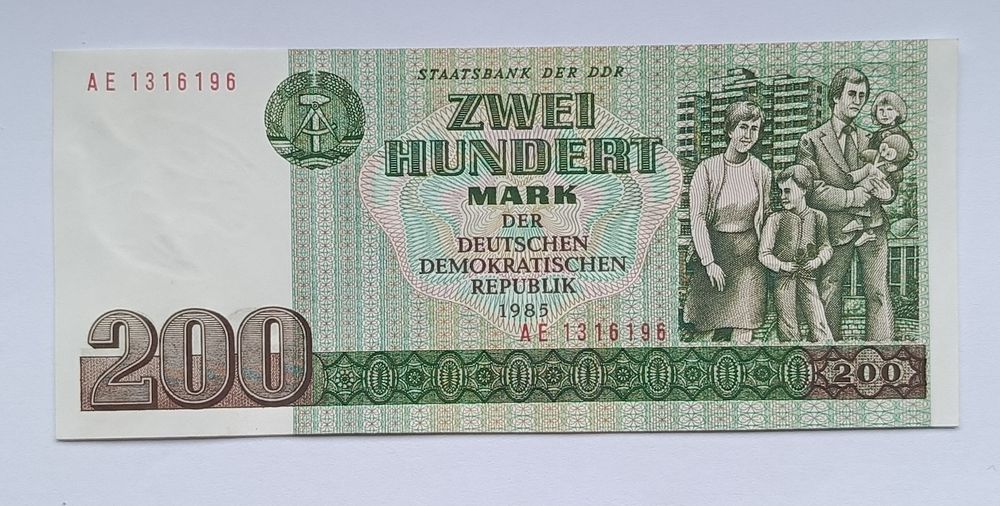 AE 1316196
STAATSBANK DER DDR
ZWEI
HUNDERT
MARK
DER
DEUTSCHEN
DEMOKRATISCHEN
REPUBLIK
1985
AE 1316196
200
200